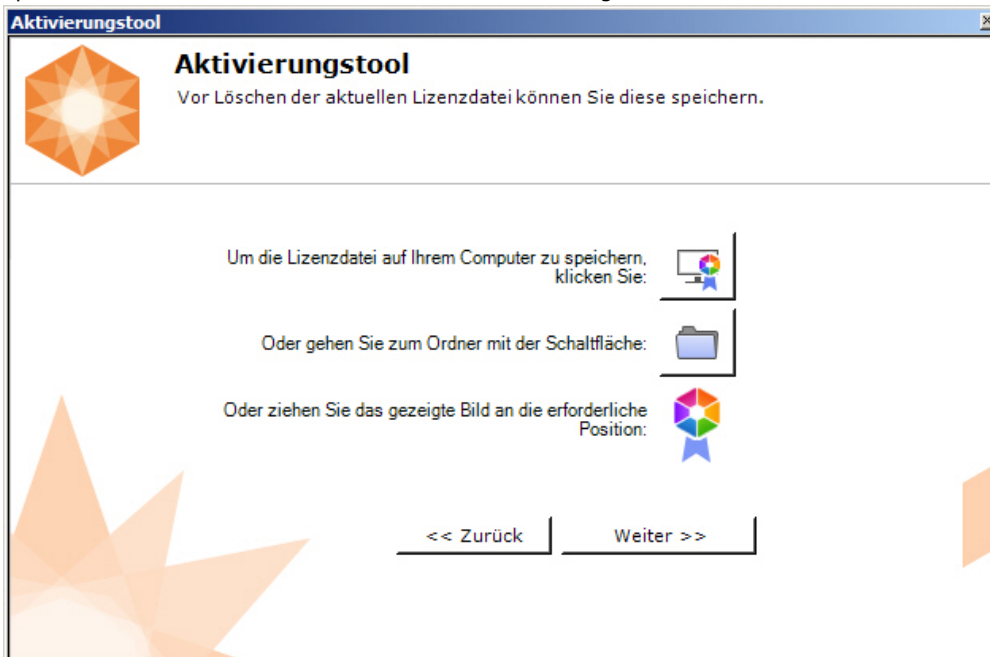 Aktivierungstool
Aktivierungstool
Vor Löschen der aktuellen Lizenzdatei können Sie diese speichern.
Um die Lizenzdatei auf Ihrem Computer zu speichern,
klicken Sie:
Oder gehen Sie zum Ordner mit der Schaltfläche:
Oder ziehen Sie das gezeigte Bild an die erforderliche
Position:
<< Zurück
Weiter >>